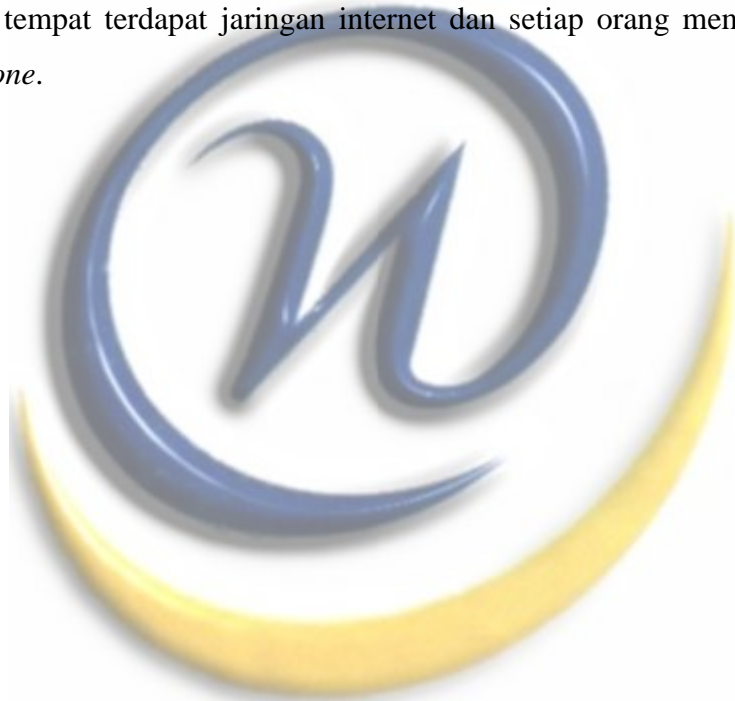 tempat terdapat jaringan internet dan setiap orang men
one.